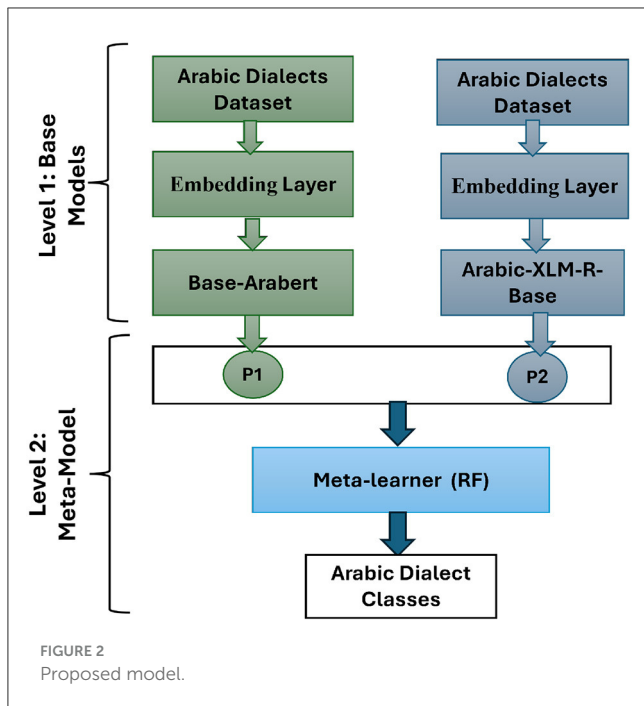 Level 1: Base
Models
Arabic Dialects
Dataset
Arabic Dialects
Dataset
Embedding Layer
Embedding Layer
Base-Arabert
Arabic-XLM-R-
Base
Level 2:
Meta-Model
P1
P2
Meta-learner (RF)
Arabic Dialect
Classes
FIGURE 2
Proposed model.